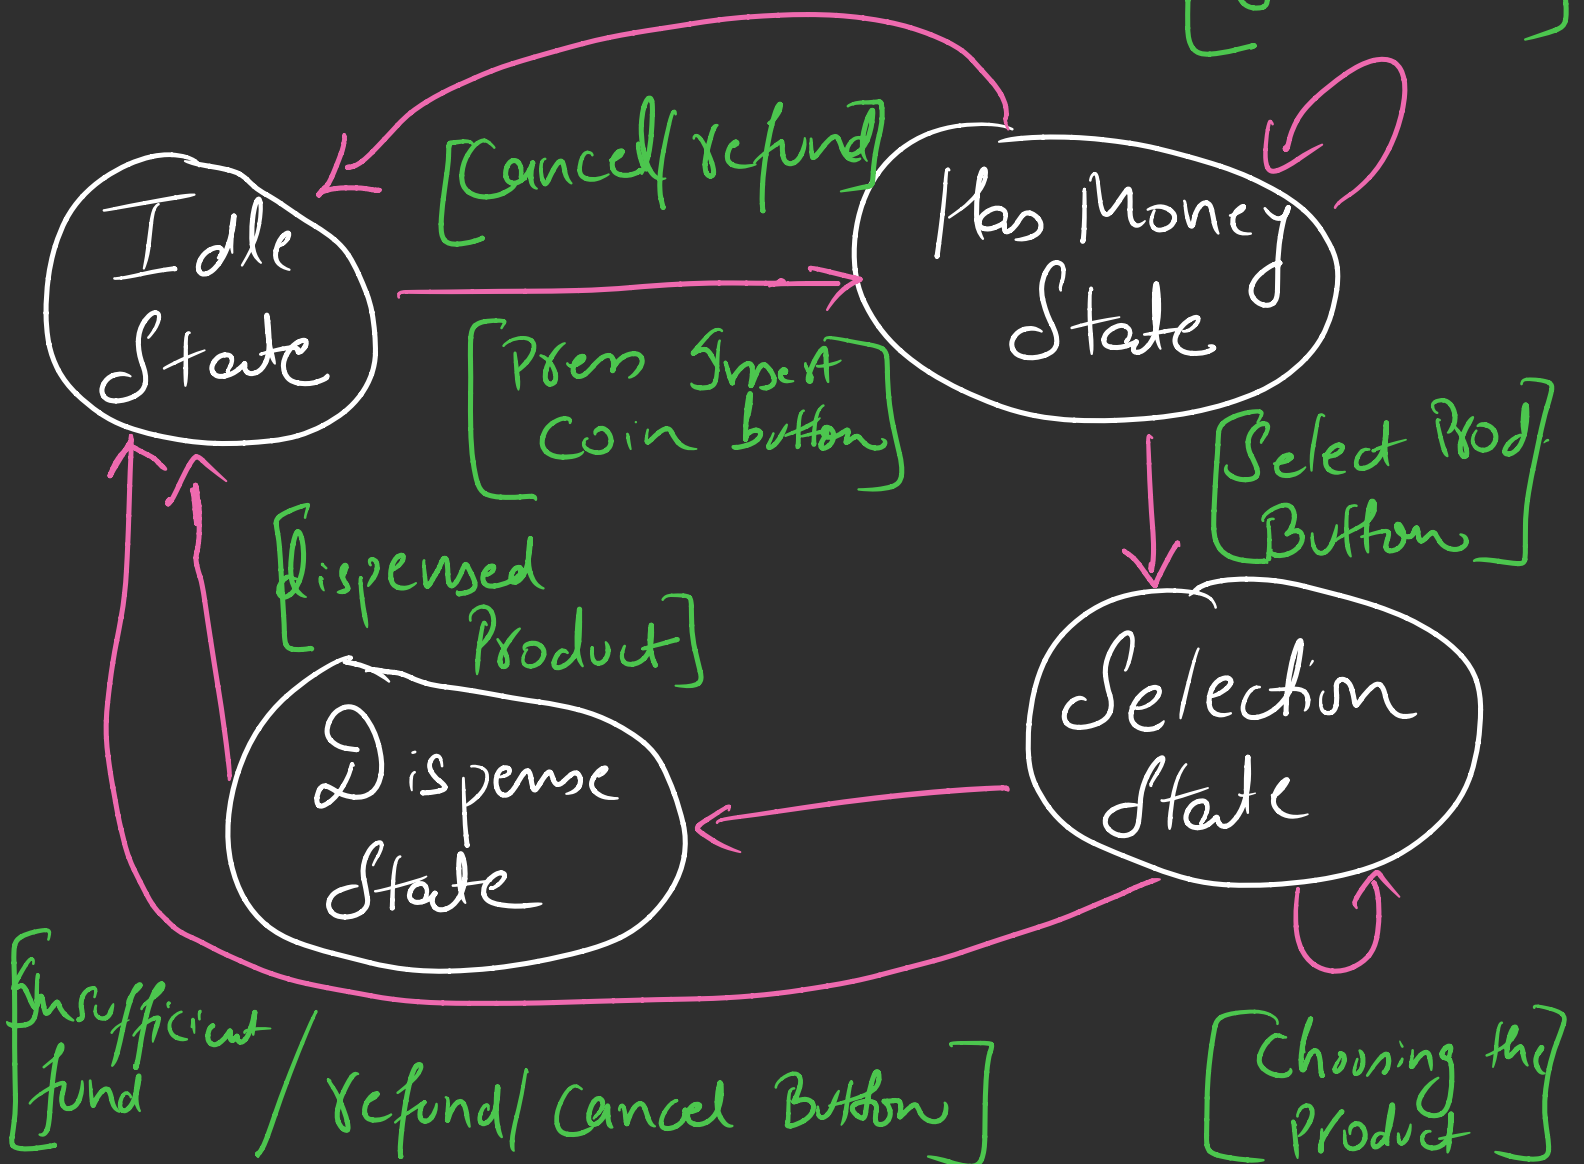 [Cancel/refund]
Idle
State
Has Money
State
[Press Insert
Coin button]
[Select Prod.
Button]
[dispensed
Product]
Selection
State
Dispense
State
[Insufficient
fund / refund / Cancel Button]
[Choosing the
Product]